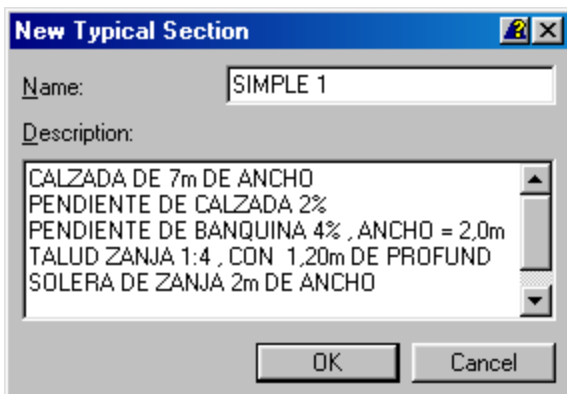 New Typical Section
Name:
SIMPLE 1
Description:
CALZADA DE 7m DE ANCHO
PENDIENTE DE CALZADA 2%
PENDIENTE DE BANQUINA 4% , ANCHO = 2,0m
TALUD ZANJA 1:4 , CON 1,20m DE PROFUND
SOLERA DE ZANJA 2m DE ANCHO
OK Cancel